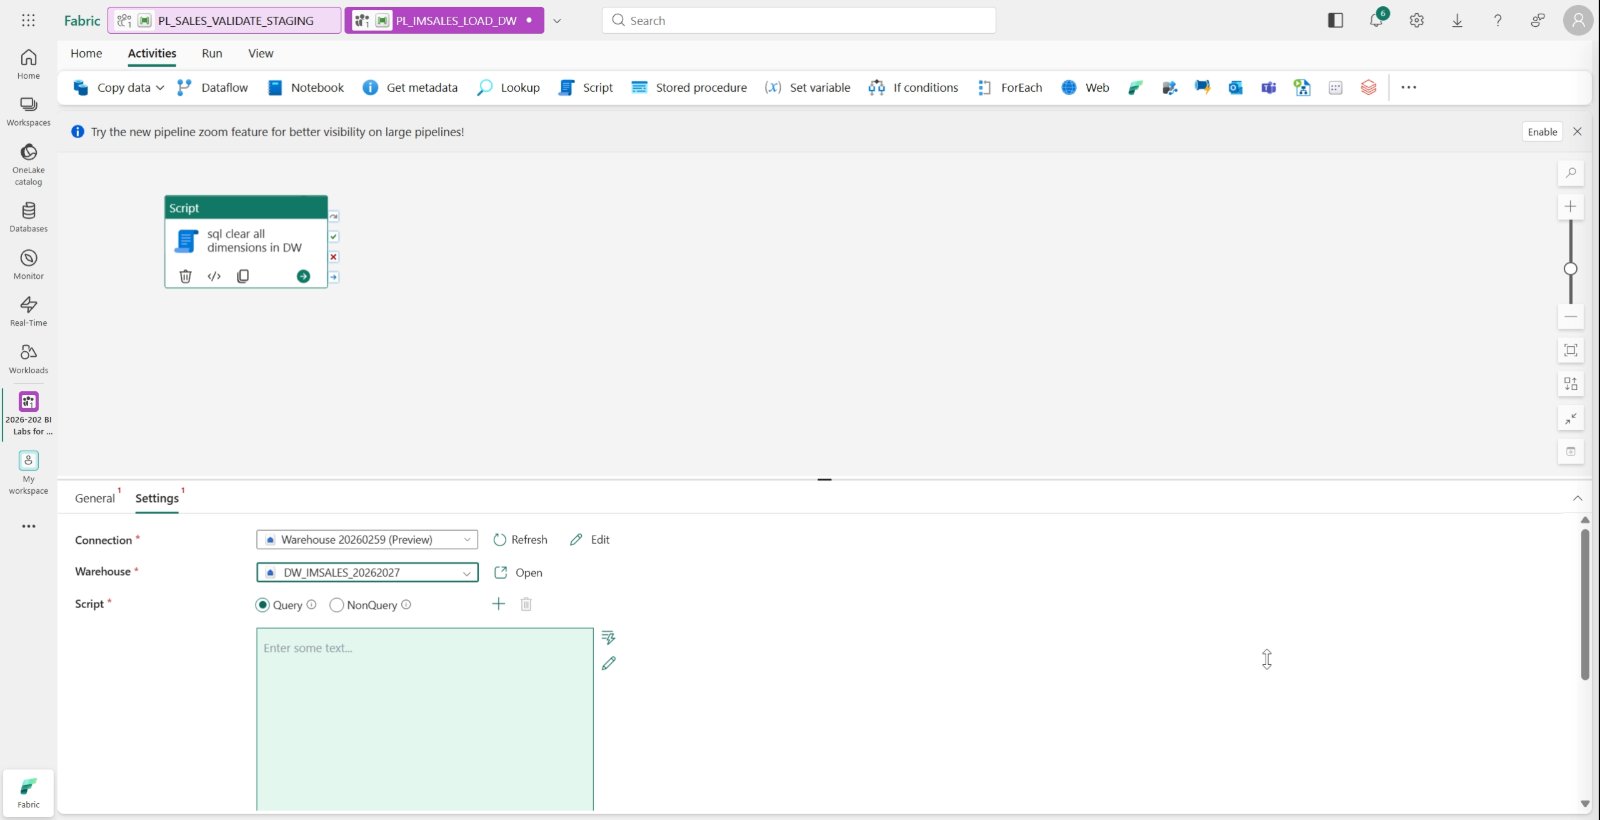 Fabric
PL_SALES_VALIDATE_STAGING
PL_IMSALES_LOAD_DW
Search
6
Home
Activities
Run
View
Copy data
Dataflow
Notebook
Get metadata
Lookup
Script
Stored procedure
Set variable
If conditions
ForEach
Web
Try the new pipeline zoom feature for better visibility on large pipelines!
Enable
Home
Workspaces
OneLake
catalog
Databases
Monitor
Real-Time
Workloads
2026-202 BI
Labs for ...
My
workspace
Fabric
Script
sql clear all
dimensions in DW
General 1
Settings 1
Connection *
Warehouse 20260259 (Preview)
Refresh
Edit
Warehouse *
DW_IMSALES_20262027
Open
Script *
Query
NonQuery
Enter some text...